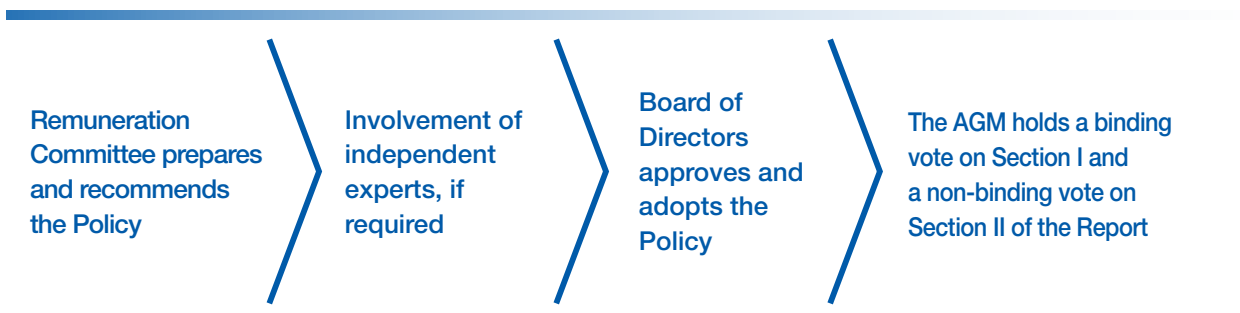 Remuneration
Committee prepares
and recommends
the Policy
Involvement of
independent
experts, if
required
Board of
Directors
approves and
adopts the
Policy
The AGM holds a binding
vote on Section I and
a non-binding vote on
Section II of the Report